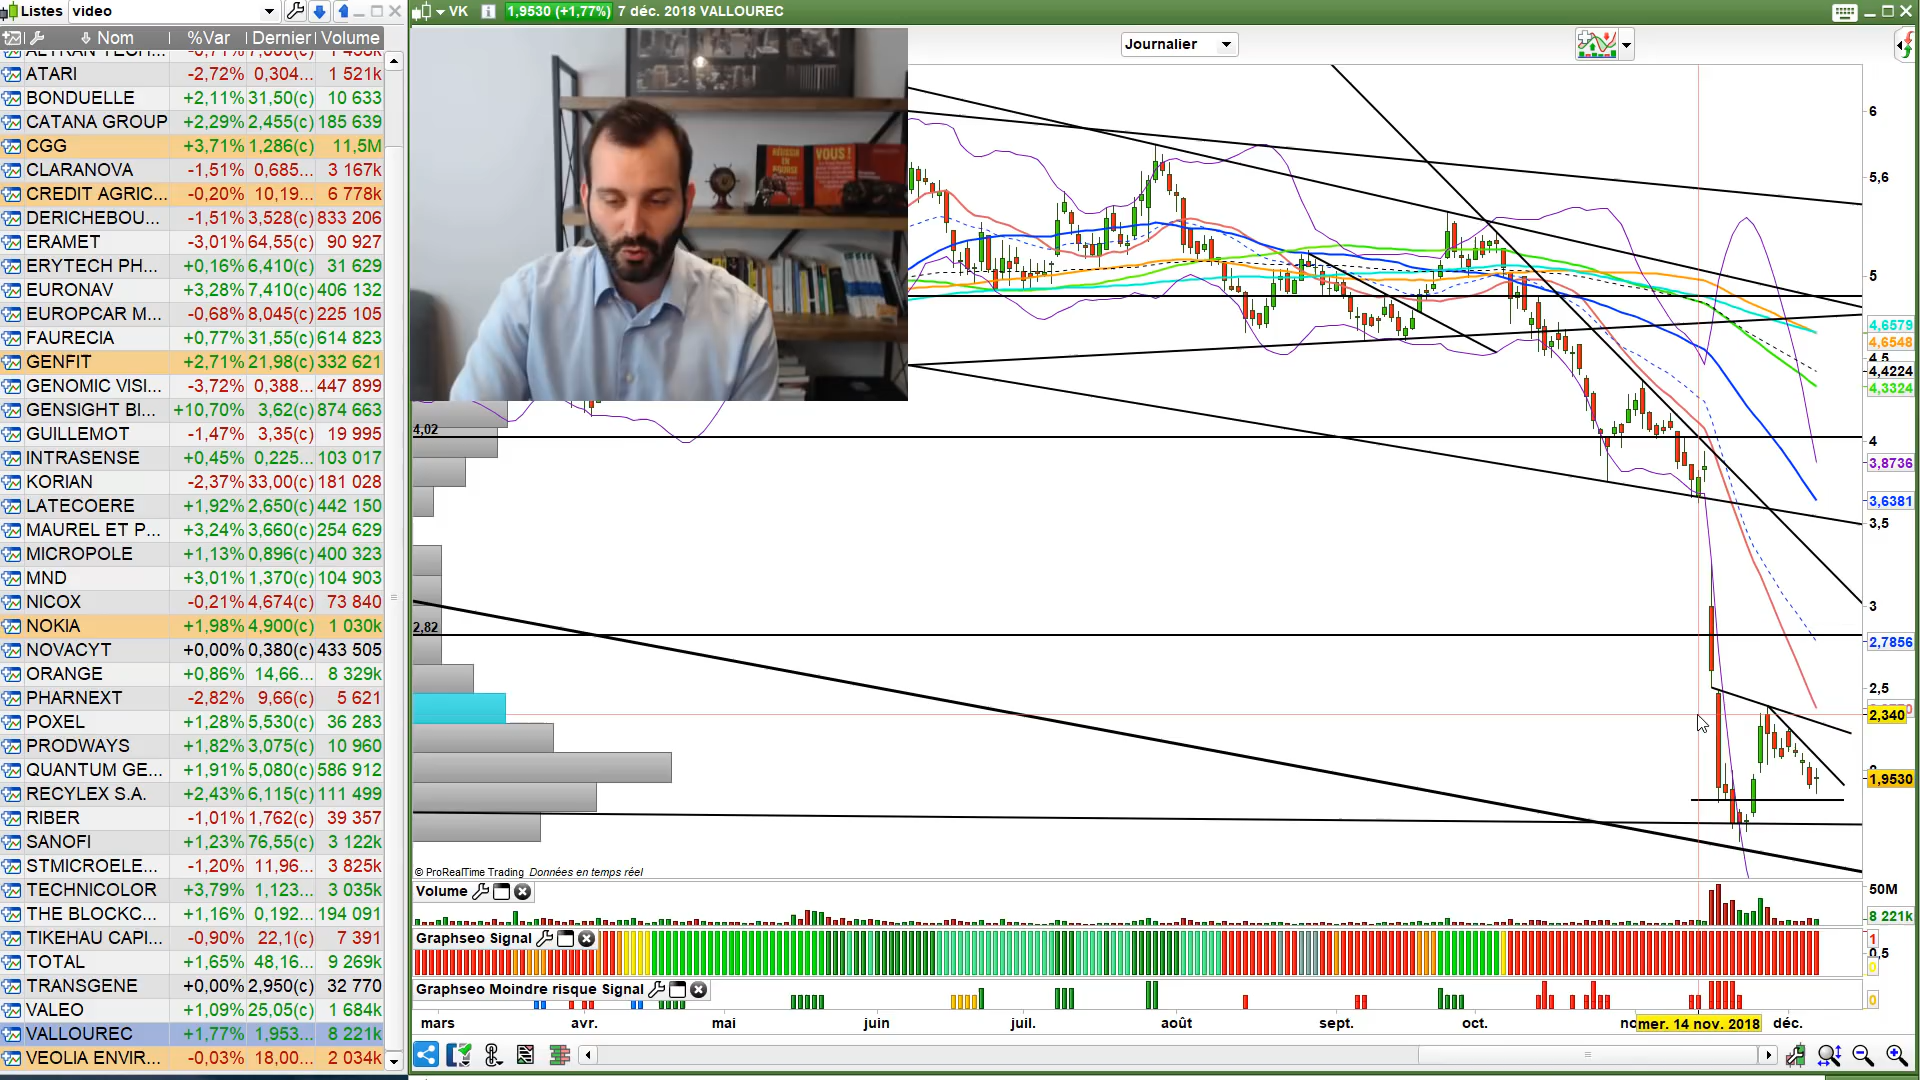 Listes video
VK 1,9530 (+1,77%) 7 déc. 2018 VALLOUREC
Nom %Var Dernier Volume
Journalier
ATARI -2,72% 0,304... 1 521k
BONDUELLE +2,11% 31,50(c) 10 633
CATANA GROUP +2,29% 2,455(c) 185 639
CGG +3,71% 1,286(c) 11,5M
CLARANOVA -1,51% 0,685... 3 167k
CREDIT AGRIC... -0,20% 10,19... 6 778k
DERICHEBOU... -1,51% 3,528(c) 833 206
ERAMET -3,01% 64,55(c) 90 927
ERYTECH PH... +0,16% 6,410(c) 31 629
EURONAV +3,28% 7,410(c) 406 132
EUROPCAR M... -0,68% 8,045(c) 225 105
FAURECIA +0,77% 31,55(c) 614 823
GENFIT +2,71% 21,98(c) 332 621
GENOMIC VISI... -3,72% 0,388... 447 899
GENSIGHT BI... +10,70% 3,62(c) 874 663
GUILLEMOT -1,47% 3,35(c) 19 995
INTRASENSE +0,45% 0,225... 103 017
KORIAN -2,37% 33,00(c) 181 028
LATECOERE +1,92% 2,650(c) 442 150
MAUREL ET P... +3,24% 3,660(c) 254 629
MICROPOLE +1,13% 0,896(c) 400 323
MND +3,01% 1,370(c) 104 903
NICOX -0,21% 4,674(c) 73 840
NOKIA +1,98% 4,900(c) 1 030k
NOVACYT +0,00% 0,380(c) 433 505
ORANGE +0,86% 14,66... 8 329k
PHARNEXT -2,82% 9,66(c) 5 621
POXEL +1,28% 5,530(c) 36 283
PRODWAYS +1,82% 3,075(c) 10 960
QUANTUM GE... +1,91% 5,080(c) 586 912
RECYLEX S.A. +2,43% 6,115(c) 111 499
RIBER -1,01% 1,762(c) 39 357
SANOFI +1,23% 76,55(c) 3 122k
STMICROELE... -1,20% 11,96... 3 825k
TECHNICOLOR +3,79% 1,123... 3 035k
THE BLOCKC... +1,16% 0,192... 194 091
TIKEHAU CAPI... -0,90% 22,1(c) 7 391
TOTAL +1,65% 48,16... 9 269k
TRANSGENE +0,00% 2,950(c) 32 770
VALEO +1,09% 25,05(c) 1 684k
VALLOUREC +1,77% 1,953... 8 221k
VEOLIA ENVIR... -0,03% 18,00... 2 034k
RÉUSSIR
EN
BOURSE
VOUS!
6
5,6
5
4,6579
4,6548
4,5
4,4224
4,3324
4,02
4
3,8736
3,6381
3,5
3
2,82
2,7856
2,5
2,340
1,9530
© ProRealTime Trading Données en temps réel
Volume
50M
8 221k
Graphseo Signal
1
0,5
0
Graphseo Moindre risque Signal
0
mars avr. mai juin juil. août sept. oct. no mer. 14 nov. 2018 déc.